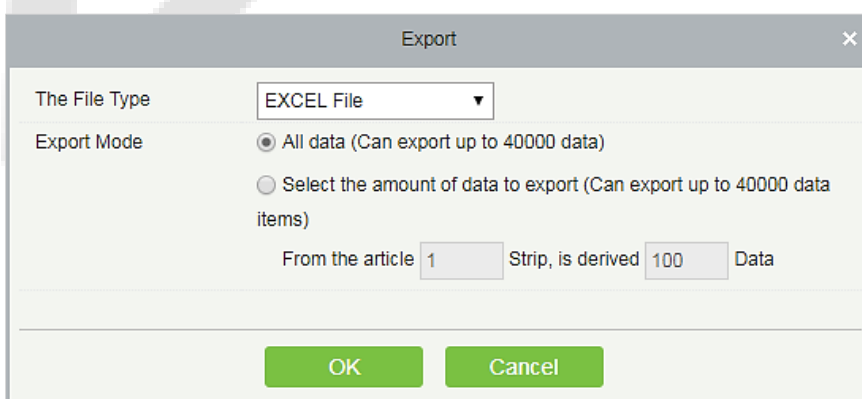 Export
The File Type EXCEL File
Export Mode All data (Can export up to 40000 data)
Select the amount of data to export (Can export up to 40000 data
items)
From the article 1 Strip, is derived 100 Data
OK Cancel